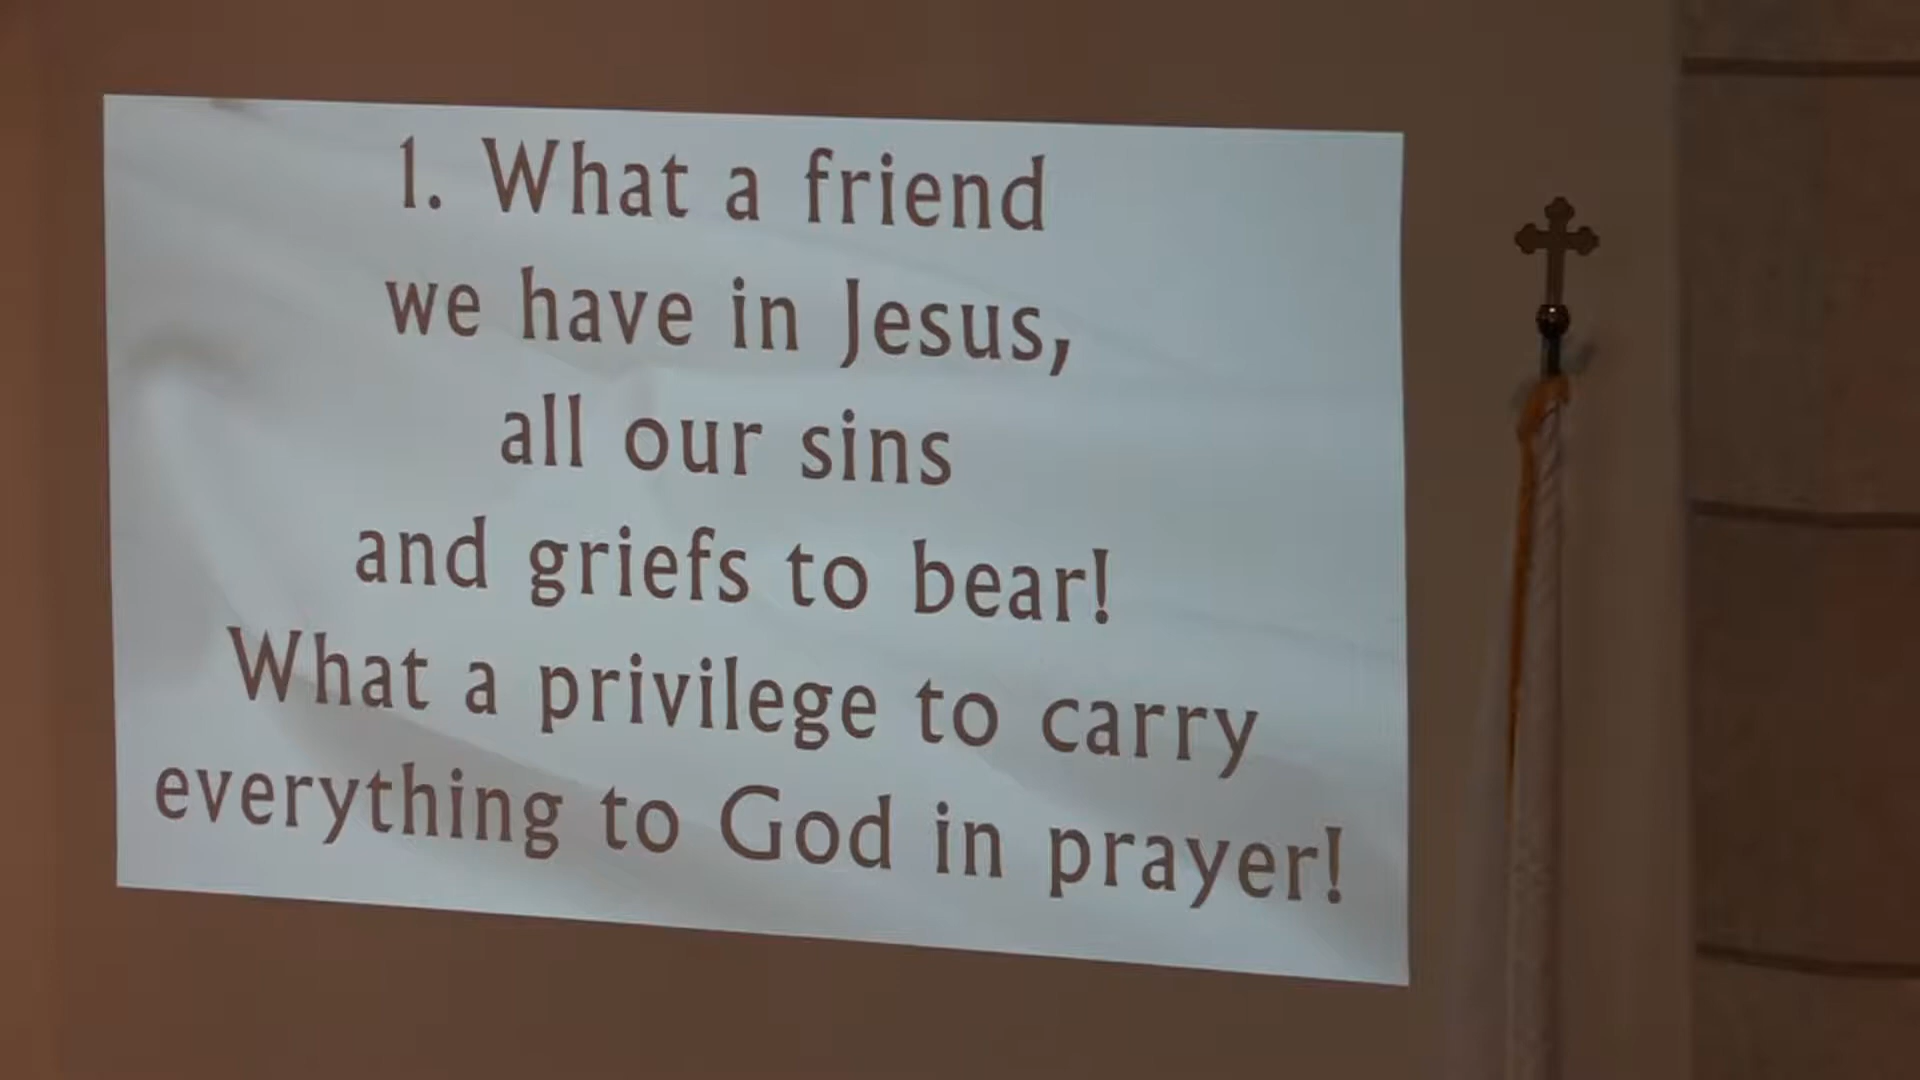 1. What a friend
we have in Jesus,
all our sins
and griefs to bear!
What a privilege to carry
everything to God in prayer!